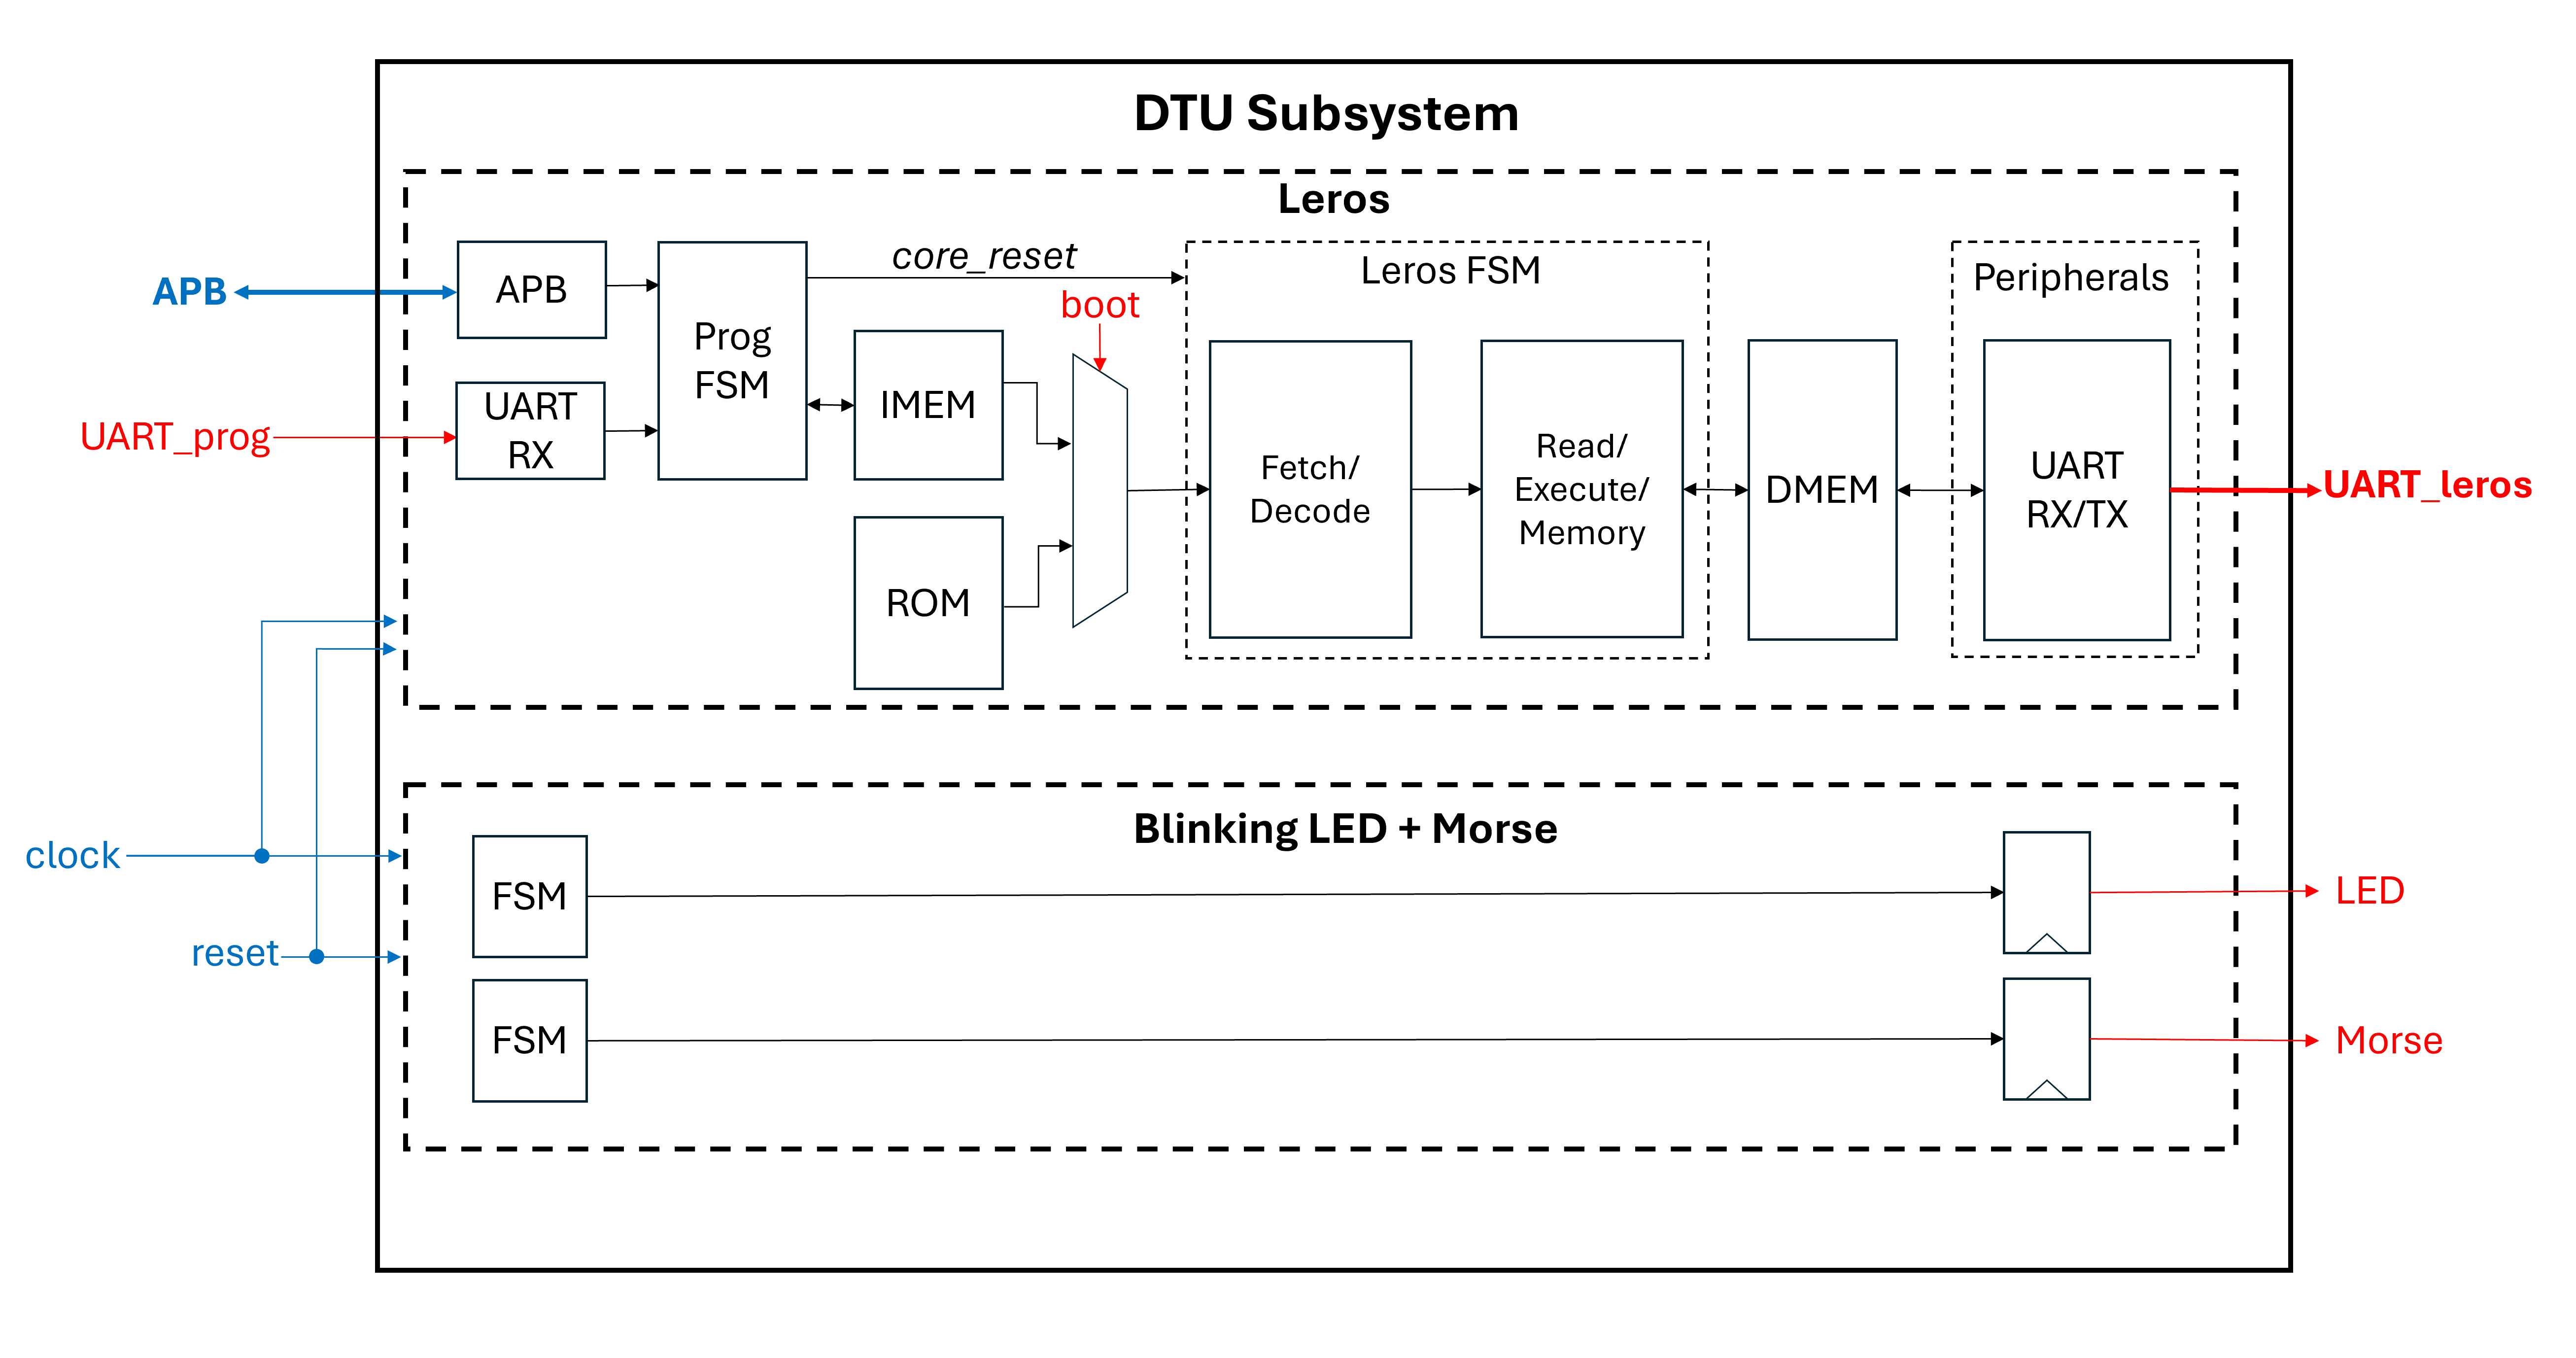 DTU Subsystem
Leros
APB
APB
UART_prog
UART
RX
Prog
FSM
core_reset
boot
IMEM
ROM
Leros FSM
Fetch/
Decode
Read/
Execute/
Memory
DMEM
Peripherals
UART
RX/TX
UART_leros
clock
reset
Blinking LED + Morse
FSM
LED
FSM
Morse